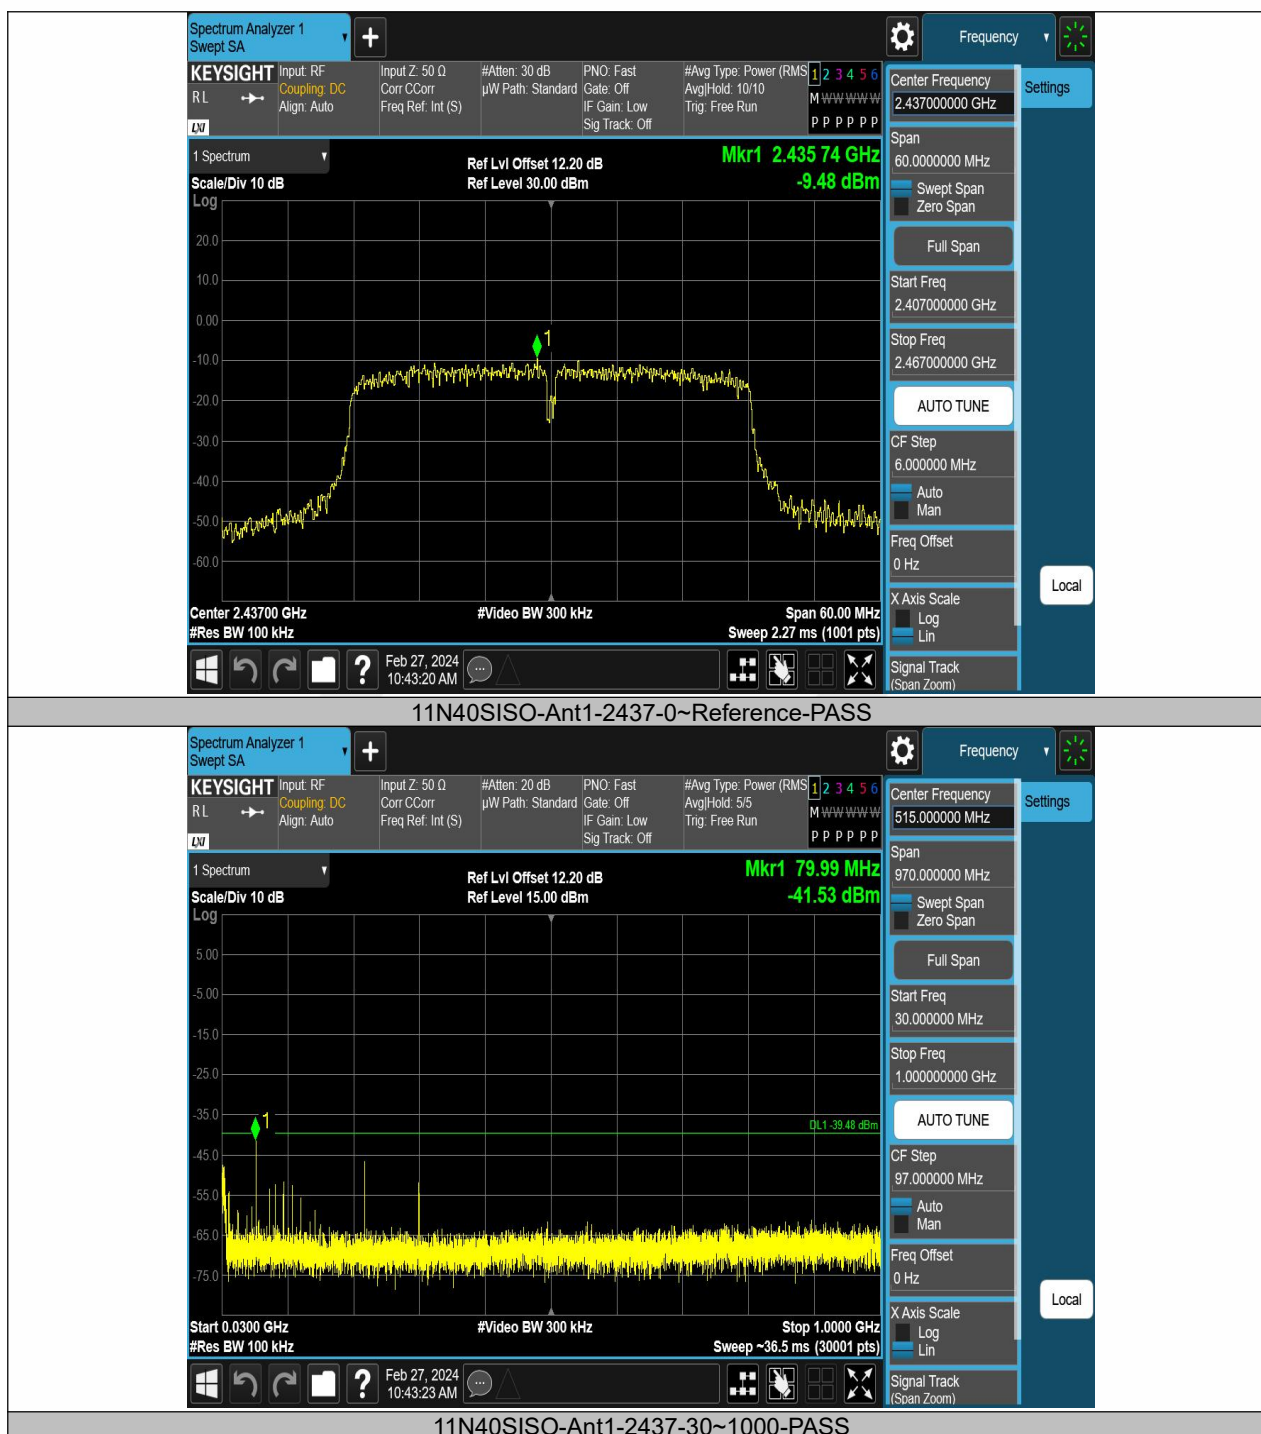 Spectrum Analyzer 1
Swept SA
+
Frequency
KEYSIGHT
RL
LXI
Input: RF
Coupling: DC
Align: Auto
Input Z: 50 Ω
Corr CCorr
Freq Ref: Int (S)
#Atten: 30 dB
µW Path: Standard
PNO: Fast
Gate: Off
IF Gain: Low
Sig Track: Off
#Avg Type: Power (RMS
Avg|Hold: 10/10
Trig: Free Run
1 2 3 4 5 6
M W W W W W
P P P P P P
1 Spectrum
Scale/Div 10 dB
Log
Ref Lvl Offset 12.20 dB
Ref Level 30.00 dBm
Mkr1 2.435 74 GHz
-9.48 dBm
20.0
10.0
0.00
-10.0
-20.0
-30.0
-40.0
-50.0
-60.0
1
Center 2.43700 GHz
#Res BW 100 kHz
#Video BW 300 kHz
Span 60.00 MHz
Sweep 2.27 ms (1001 pts)
Feb 27, 2024
10:43:20 AM
Center Frequency
2.437000000 GHz
Span
60.0000000 MHz
Swept Span
Zero Span
Full Span
Start Freq
2.407000000 GHz
Stop Freq
2.467000000 GHz
AUTO TUNE
CF Step
6.000000 MHz
Auto
Man
Freq Offset
0 Hz
X Axis Scale
Log
Lin
Signal Track
(Span Zoom)
Settings
Local
11N40SISO-Ant1-2437-0~Reference-PASS
Spectrum Analyzer 1
Swept SA
+
Frequency
KEYSIGHT
RL
LXI
Input: RF
Coupling: DC
Align: Auto
Input Z: 50 Ω
Corr CCorr
Freq Ref: Int (S)
#Atten: 20 dB
µW Path: Standard
PNO: Fast
Gate: Off
IF Gain: Low
Sig Track: Off
#Avg Type: Power (RMS
Avg|Hold: 5/5
Trig: Free Run
1 2 3 4 5 6
M W W W W W
P P P P P P
1 Spectrum
Scale/Div 10 dB
Log
Ref Lvl Offset 12.20 dB
Ref Level 15.00 dBm
Mkr1 79.99 MHz
-41.53 dBm
5.00
-5.00
-15.0
-25.0
-35.0
-45.0
-55.0
-65.0
-75.0
1
DL1 -39.48 dBm
Start 0.0300 GHz
#Res BW 100 kHz
#Video BW 300 kHz
Stop 1.0000 GHz
Sweep ~36.5 ms (30001 pts)
Feb 27, 2024
10:43:23 AM
Center Frequency
515.000000 MHz
Span
970.000000 MHz
Swept Span
Zero Span
Full Span
Start Freq
30.000000 MHz
Stop Freq
1.000000000 GHz
AUTO TUNE
CF Step
97.000000 MHz
Auto
Man
Freq Offset
0 Hz
X Axis Scale
Log
Lin
Signal Track
(Span Zoom)
Settings
Local
11N40SISO-Ant1-2437-30~1000-PASS